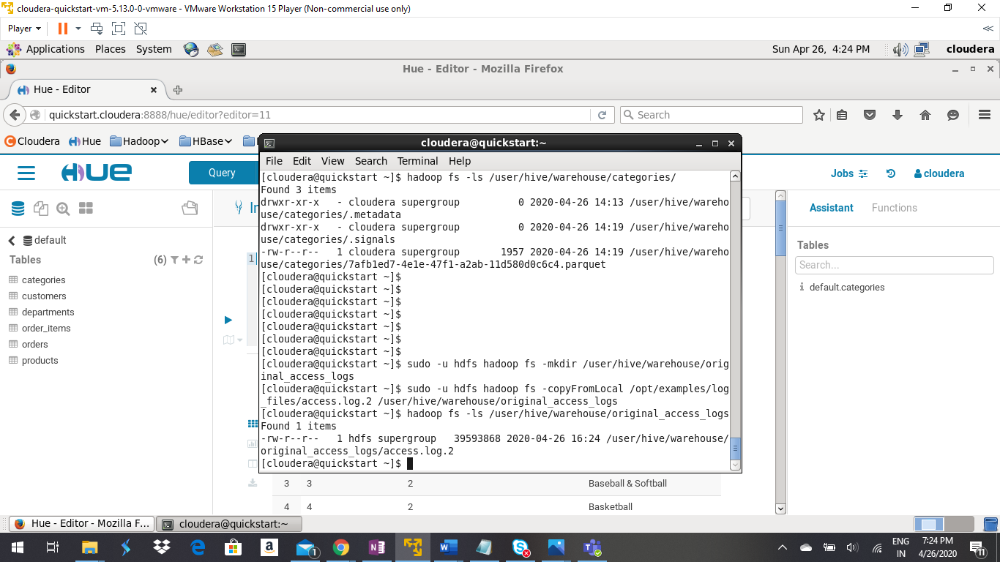 cloudera-quickstart-vm-5.13.0-0-vmware - VMware Workstation 15 Player (Non-commercial use only)
Player
Applications Places System
Sun Apr 26, 4:24 PM
cloudera
Hue - Editor - Mozilla Firefox
Hue - Editor
quickstart.cloudera:8888/hue/editor?editor=11
Search
Cloudera
Hue
Hadoop
HBase
cloudera@quickstart:~
File Edit View Search Terminal Help
HUE
Query
Jobs
cloudera
[cloudera@quickstart ~]$ hadoop fs -ls /user/hive/warehouse/categories/
Found 3 items
drwxr-xr-x   - cloudera supergroup          0 2020-04-26 14:13 /user/hive/wareho
use/categories/.metadata
drwxr-xr-x   - cloudera supergroup          0 2020-04-26 14:19 /user/hive/wareho
use/categories/.signals
-rw-r--r--   1 cloudera supergroup       1957 2020-04-26 14:19 /user/hive/wareho
use/categories/7afb1ed7-4e1e-47f1-a2ab-11d580d0c6c4.parquet
[cloudera@quickstart ~]$
[cloudera@quickstart ~]$
[cloudera@quickstart ~]$
[cloudera@quickstart ~]$
[cloudera@quickstart ~]$
[cloudera@quickstart ~]$
[cloudera@quickstart ~]$
[cloudera@quickstart ~]$ sudo -u hdfs hadoop fs -mkdir /user/hive/warehouse/orig
inal_access_logs
[cloudera@quickstart ~]$ sudo -u hdfs hadoop fs -copyFromLocal /opt/examples/log
_files/access.log.2 /user/hive/warehouse/original_access_logs
[cloudera@quickstart ~]$ hadoop fs -ls /user/hive/warehouse/original_access_logs
Found 1 items
-rw-r--r--   1 hdfs supergroup   39593868 2020-04-26 16:24 /user/hive/warehouse/
original_access_logs/access.log.2
[cloudera@quickstart ~]$
default
Tables
(6)
categories
customers
departments
order_items
orders
products
1
Assistant
Functions
Tables
Search...
default.categories
3 3 2 Baseball & Softball
4 4 2 Basketball
Hue - Editor - Mozilla F...
cloudera@quickstart:~
1
ENG
IN
7:24 PM
4/26/2020
11